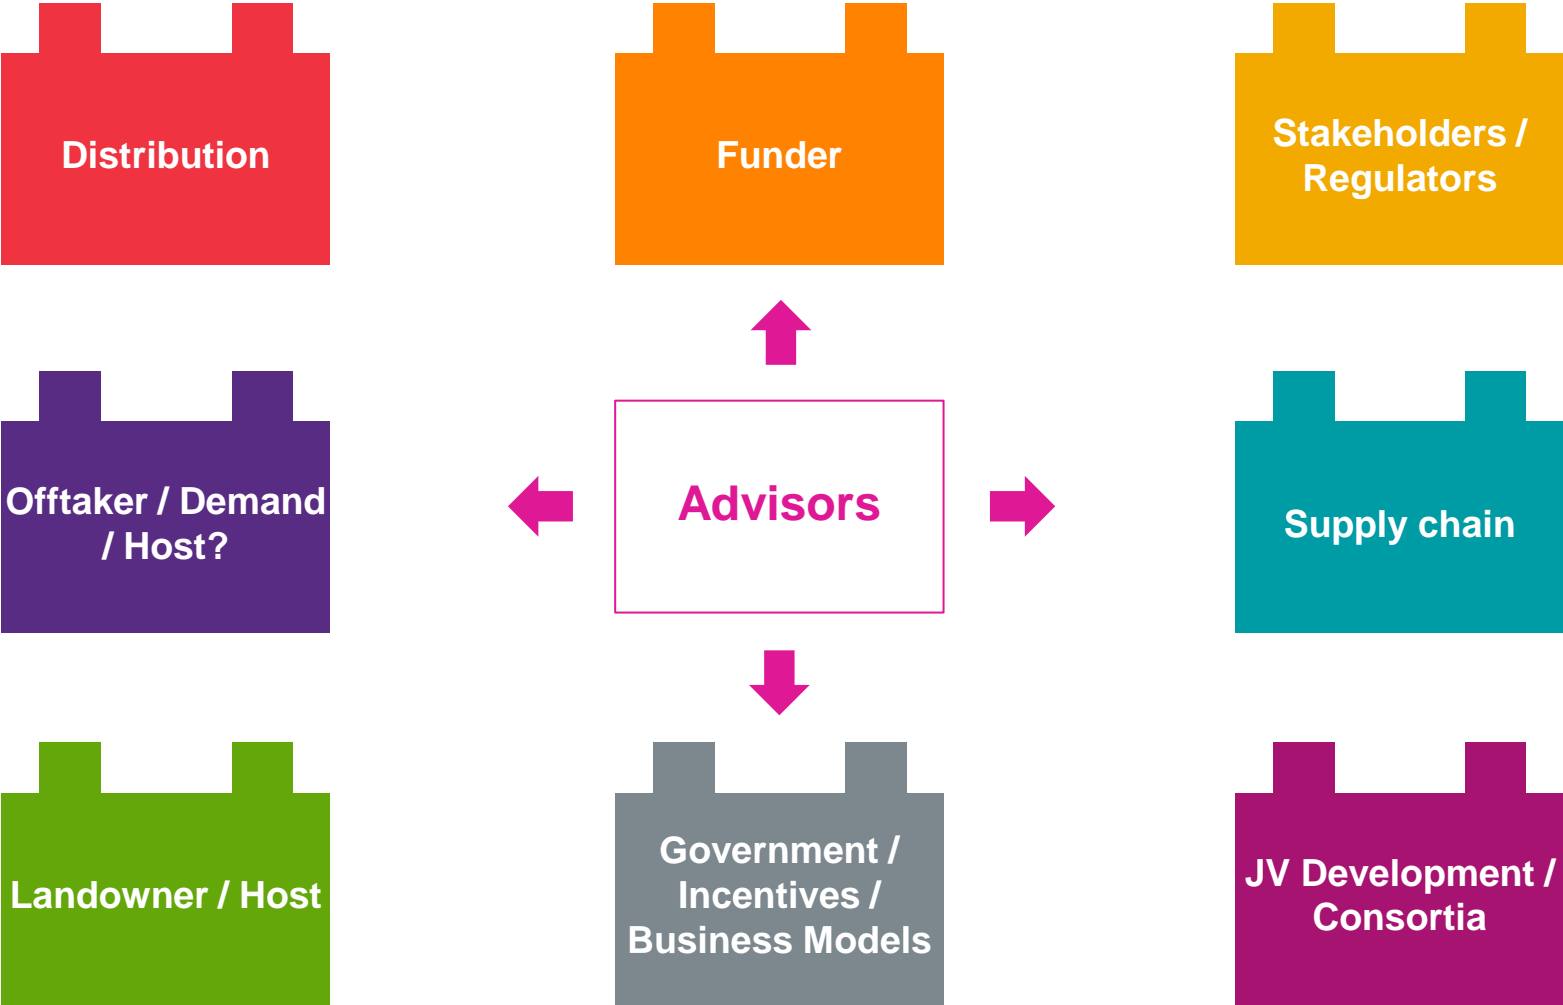 Distribution
Funder
Stakeholders /
Regulators
Offtaker / Demand
/ Host?
Advisors
Supply chain
Landowner / Host
Government /
Incentives /
Business Models
JV Development /
Consortia